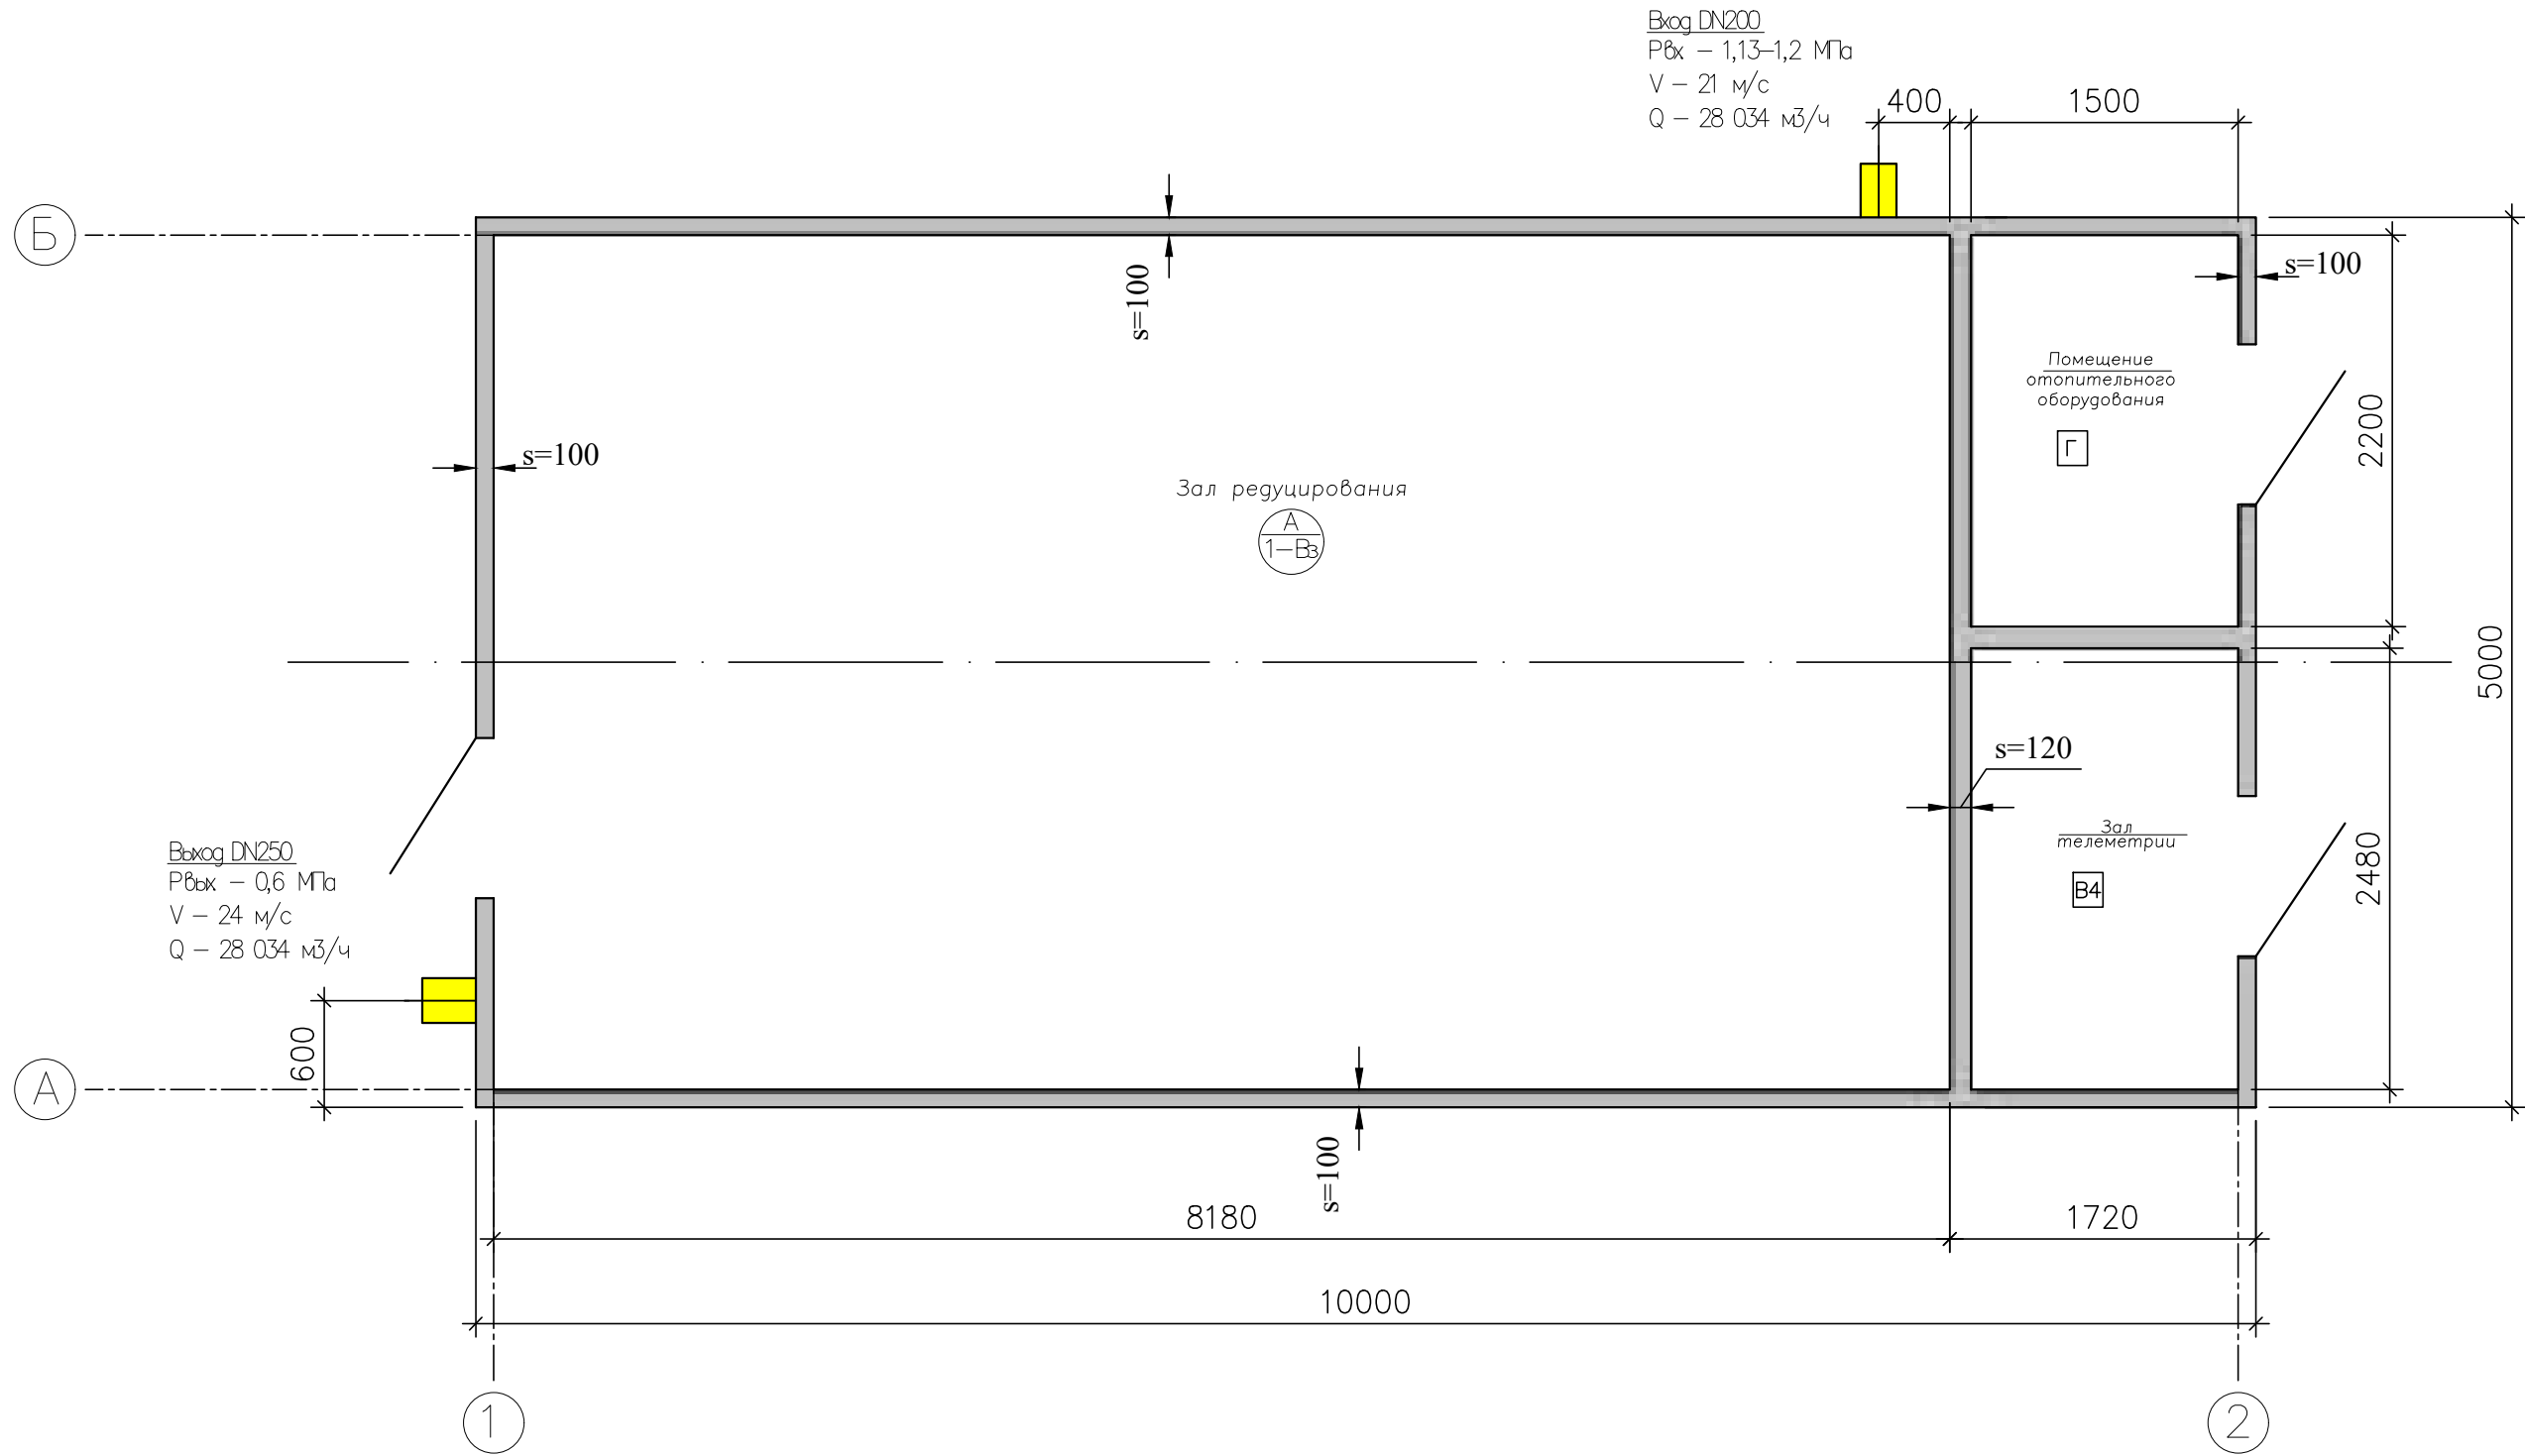 Вход DN200
Рвх – 1,13–1,2 МПа
V – 21 м/с
Q – 28 034 м3/ч
400
1500
Б
s=100
s=100
Помещение
отопительного
оборудования
Г
2200
s=100
Зал редуцирования
А
1–Вз
5000
s=120
Зал
телеметрии
В4
2480
Выход DN250
Рвых – 0,6 МПа
V – 24 м/с
Q – 28 034 м3/ч
600
А
s=100
8180
1720
10000
1
2